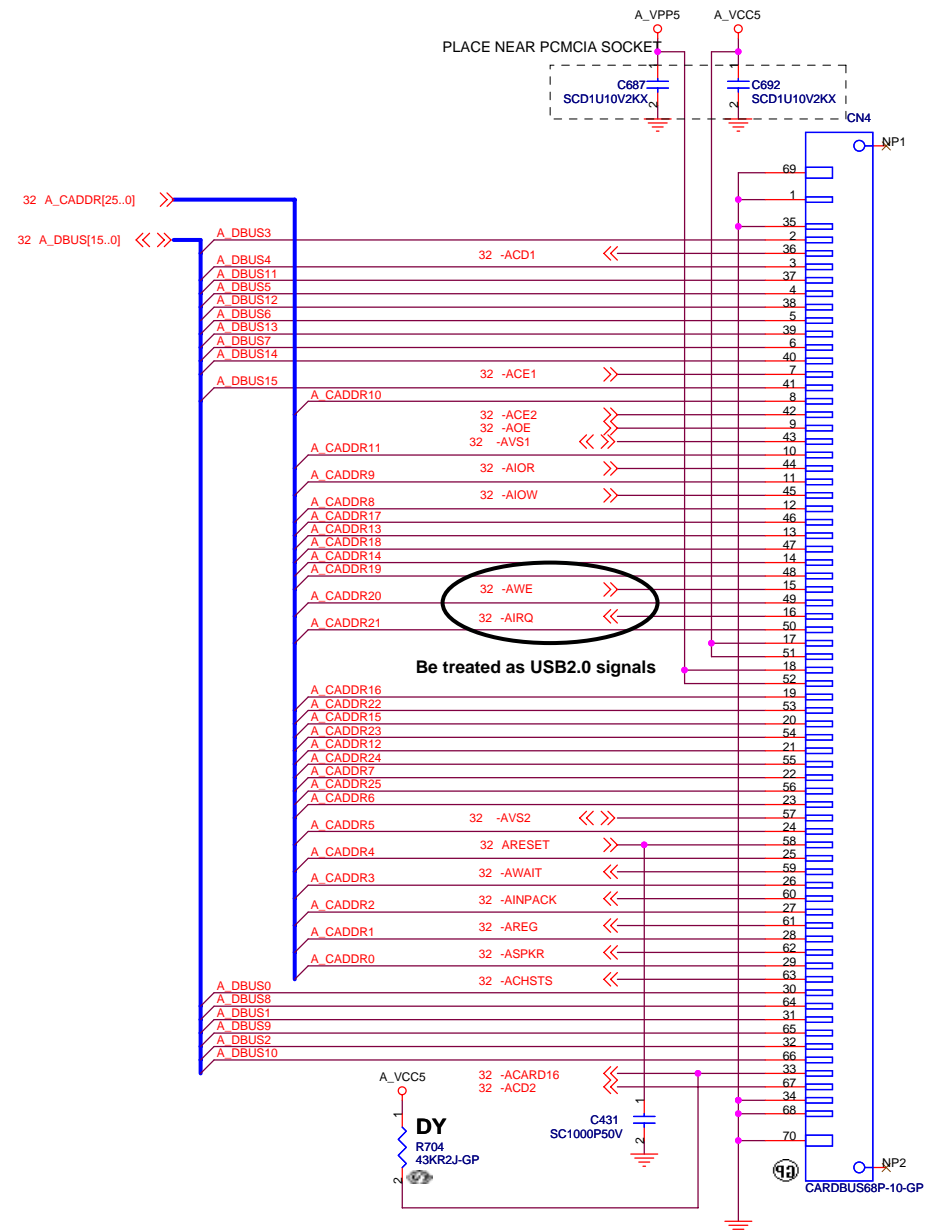 A_VPP5 A_VCC5
PLACE NEAR PCMCIA SOCKET
1 1
C687 C692
SCD1U10V2KX SCD1U10V2KX
2 2
CN4
NP1
69
32 A_CADDR[25..0] 1
35
32 A_DBUS[15..0] A_DBUS3 2
32 -ACD1 36
A_DBUS4 3
A_DBUS11 37
A_DBUS5 4
A_DBUS12 38
A_DBUS6 5
A_DBUS13 39
A_DBUS7 6
A_DBUS14 40
32 -ACE1 7
A_DBUS15 41
A_CADDR10 8
32 -ACE2 42
32 -AOE 9
32 -AVS1 43
A_CADDR11 10
32 -AIOR 44
A_CADDR9 11
32 -AIOW 45
A_CADDR8 12
A_CADDR17 46
A_CADDR13 13
A_CADDR18 47
A_CADDR14 14
A_CADDR19 48
32 -AWE 15
A_CADDR20 49
32 -AIRQ 16
A_CADDR21 50
17
51
Be treated as USB2.0 signals 18
52
A_CADDR16 19
A_CADDR22 53
A_CADDR15 20
A_CADDR23 54
A_CADDR12 21
A_CADDR24 55
A_CADDR7 22
A_CADDR25 56
A_CADDR6 23
32 -AVS2 57
A_CADDR5 24
32 ARESET 58
A_CADDR4 25
32 -AWAIT 59
A_CADDR3 26
32 -AINPACK 60
A_CADDR2 27
32 -AREG 61
A_CADDR1 28
32 -ASPKR 62
A_CADDR0 29
32 -ACHSTS 63
A_DBUS0 30
A_DBUS8 64
A_DBUS1 31
A_DBUS9 65
A_DBUS2 32
A_DBUS10 66
33
A_VCC5 32 -ACARD16
32 -ACD2 67
34
1 1
68
DY C431
SC1000P50V
R704 2
43KR2J-GP
70
2
GP NP2
CARDBUS68P-10-GP